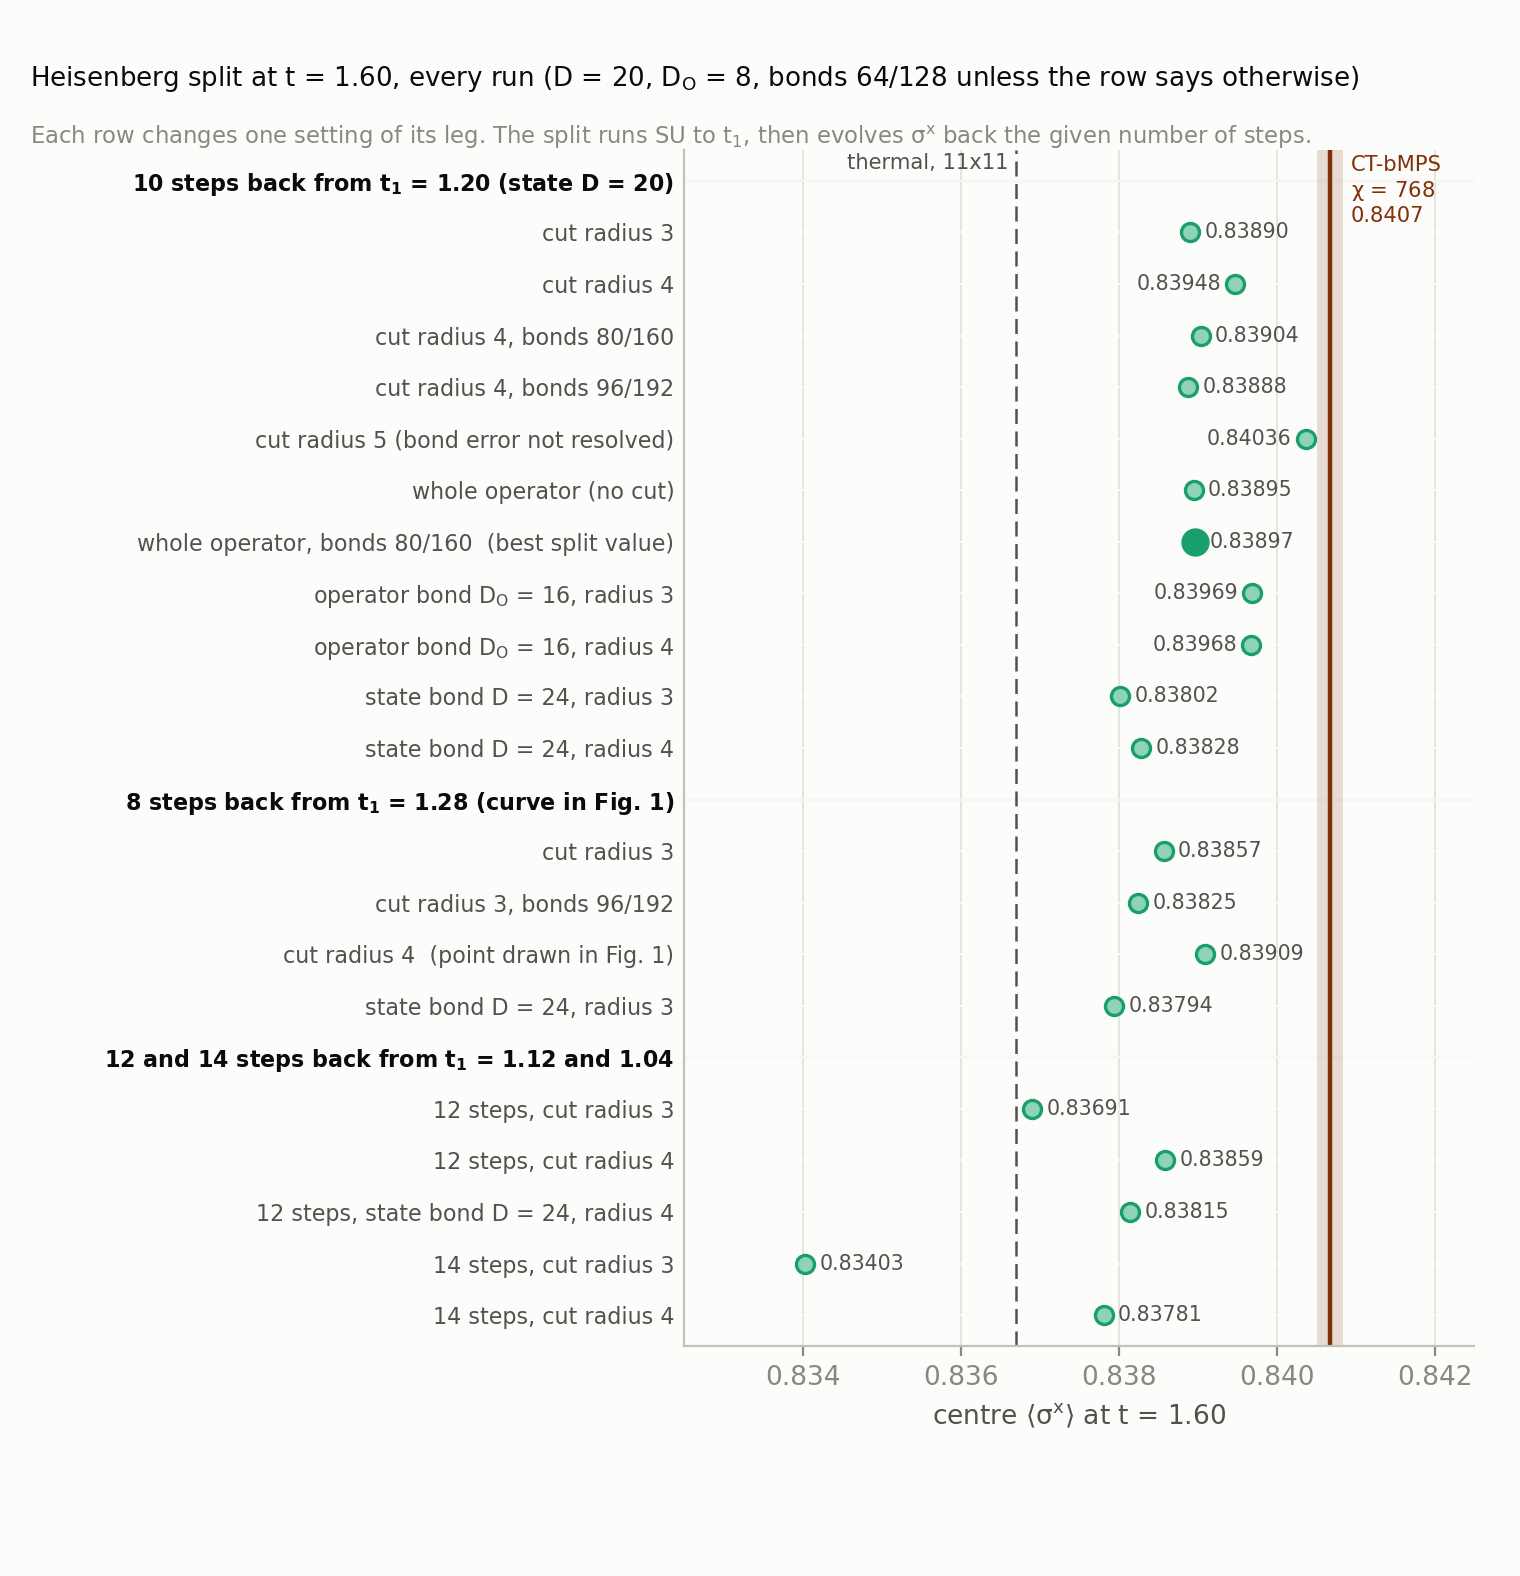 Heisenberg split at t = 1.60, every run (D = 20, D_O = 8, bonds 64/128 unless the row says otherwise)
Each row changes one setting of its leg. The split runs SU to t₁, then evolves σˣ back the given number of steps.
thermal, 11x11
CT-bMPS
χ = 768
0.8407
10 steps back from t₁ = 1.20 (state D = 20)
cut radius 3 0.83890
cut radius 4 0.83948
cut radius 4, bonds 80/160 0.83904
cut radius 4, bonds 96/192 0.83888
cut radius 5 (bond error not resolved) 0.84036
whole operator (no cut) 0.83895
whole operator, bonds 80/160 (best split value) 0.83897
operator bond D_O = 16, radius 3 0.83969
operator bond D_O = 16, radius 4 0.83968
state bond D = 24, radius 3 0.83802
state bond D = 24, radius 4 0.83828
8 steps back from t₁ = 1.28 (curve in Fig. 1)
cut radius 3 0.83857
cut radius 3, bonds 96/192 0.83825
cut radius 4 (point drawn in Fig. 1) 0.83909
state bond D = 24, radius 3 0.83794
12 and 14 steps back from t₁ = 1.12 and 1.04
12 steps, cut radius 3 0.83691
12 steps, cut radius 4 0.83859
12 steps, state bond D = 24, radius 4 0.83815
14 steps, cut radius 3 0.83403
14 steps, cut radius 4 0.83781
0.834 0.836 0.838 0.840 0.842
centre ⟨σˣ⟩ at t = 1.60